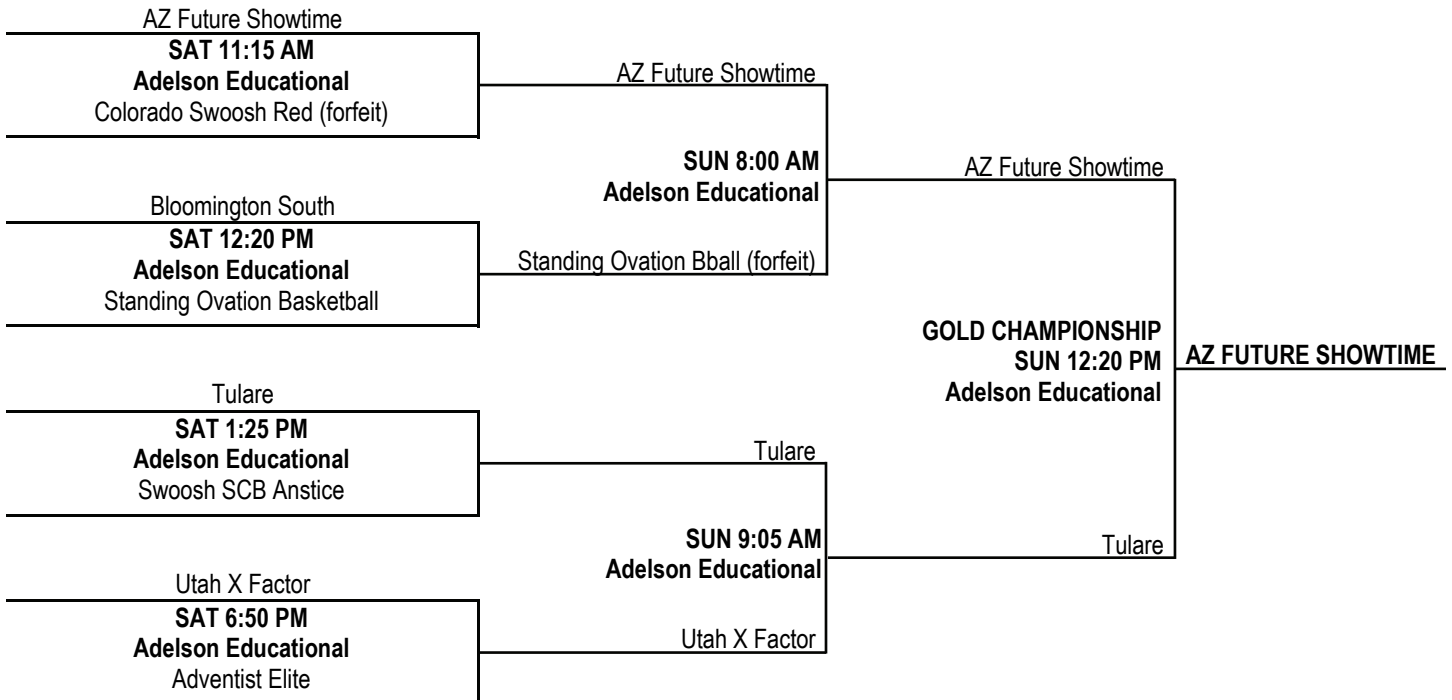 AZ Future Showtime
SAT 11:15 AM
Adelson Educational
Colorado Swoosh Red (forfeit)
Bloomington South
SAT 12:20 PM
Adelson Educational
Standing Ovation Basketball
Tulare
SAT 1:25 PM
Adelson Educational
Swoosh SCB Anstice
Utah X Factor
SAT 6:50 PM
Adelson Educational
Adventist Elite
AZ Future Showtime
SUN 8:00 AM
Adelson Educational
Standing Ovation Bball (forfeit)
Tulare
SUN 9:05 AM
Adelson Educational
Utah X Factor
AZ Future Showtime
GOLD CHAMPIONSHIP
SUN 12:20 PM
Adelson Educational
Tulare
AZ FUTURE SHOWTIME